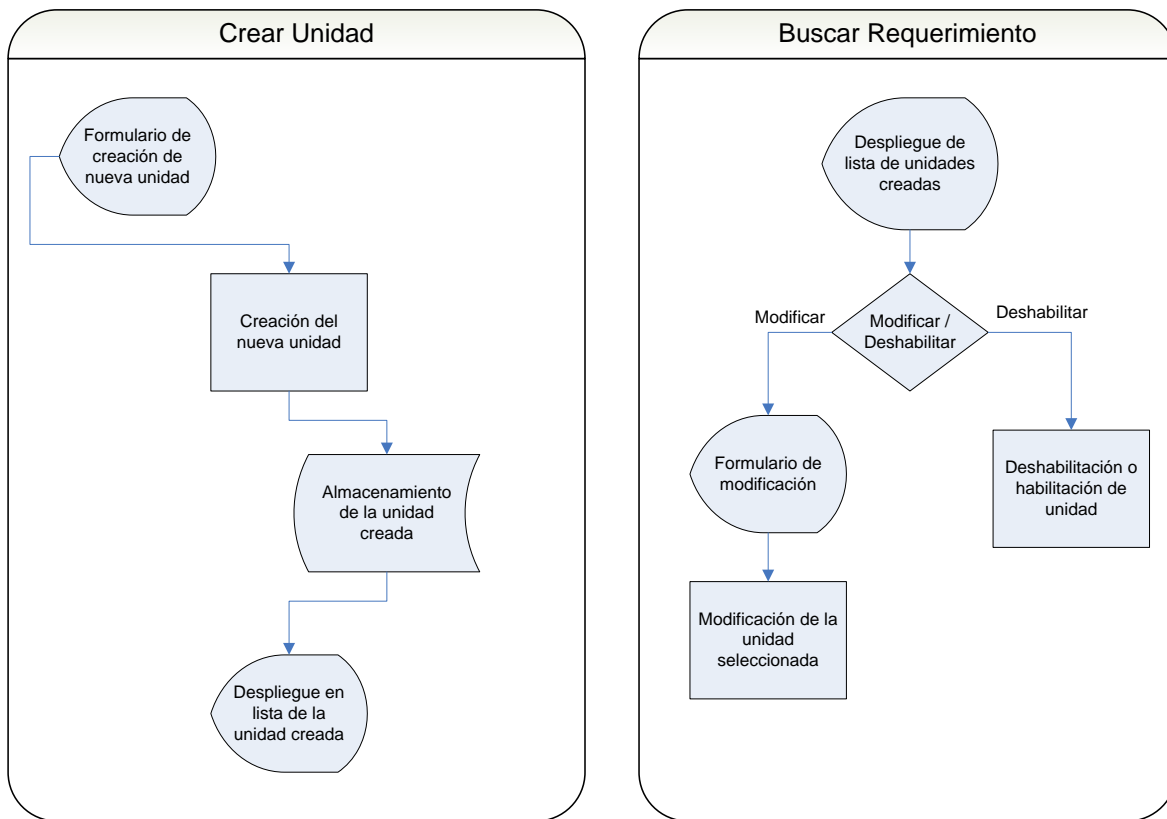 Crear Unidad
Formulario de
creación de
nueva unidad
Creación del
nueva unidad
Almacenamiento
de la unidad
creada
Despliegue en
lista de la
unidad creada
Buscar Requerimiento
Despliegue de
lista de unidades
creadas
Modificar /
Deshabilitar
Modificar
Deshabilitar
Formulario de
modificación
Deshabilitación o
habilitación de
unidad
Modificación de la
unidad
seleccionada